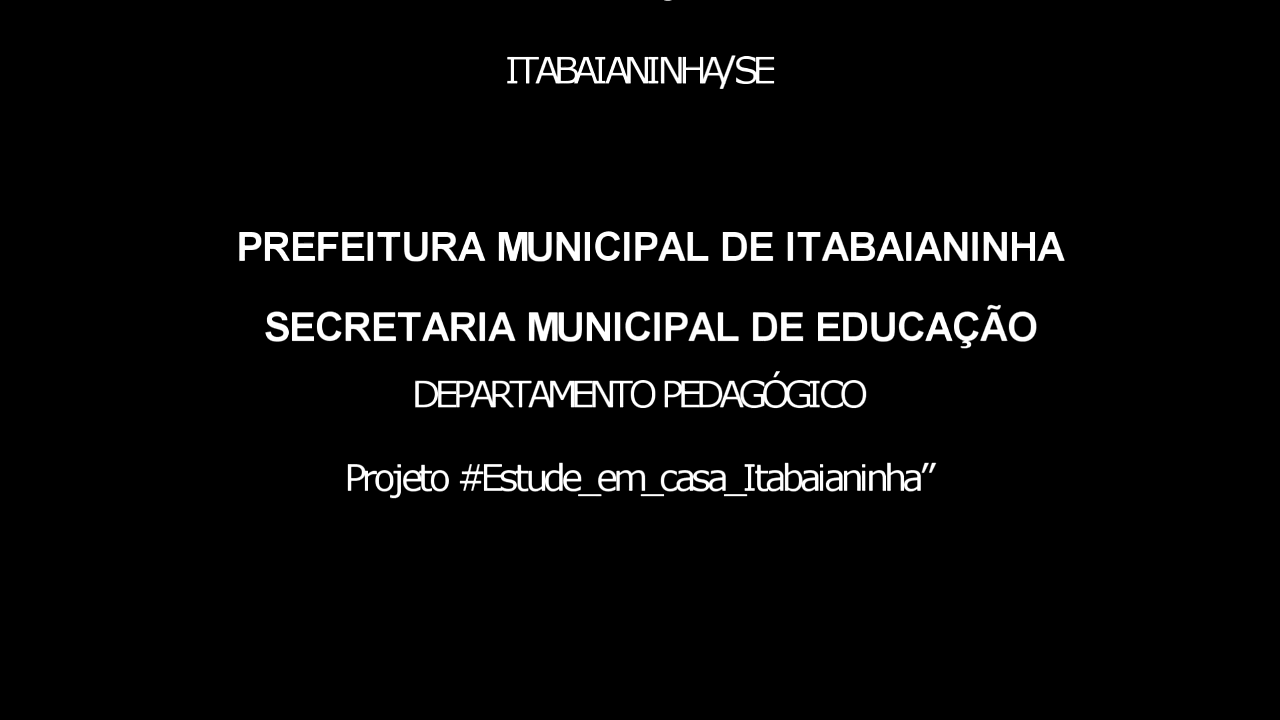 ITABAIANINHA/SE
PREFEITURA MUNICIPAL DE ITABAIANINHA
SECRETARIA MUNICIPAL DE EDUCAÇÃO
DEPARTAMENTO PEDAGÓGICO
Projeto #Estude_em_casa_Itabaianinha”